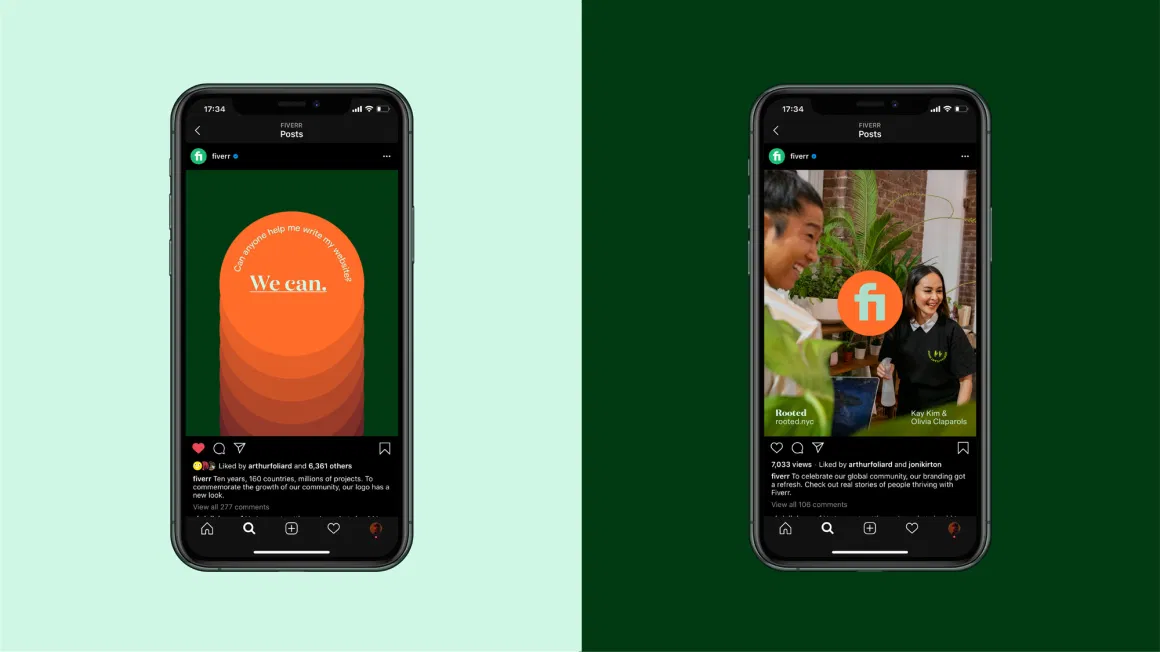 17:34
FIVERR
Posts
fiverr
Can anyone help me write my website?
We can.
Liked by arthurfoliard and 6,361 others
fiverr Ten years, 160 countries, millions of projects. To
commemorate the growth of our community, our logo has a
new look.
View all 277 comments
17:34
FIVERR
Posts
fiverr
fi
Rooted
rooted.nyc
Kay Kim &
Olivia Claparols
7,033 views · Liked by arthurfoliard and jonikirton
fiverr To celebrate our global community, our branding got
a refresh. Check out real stories of people thriving with
Fiverr.
View all 106 comments